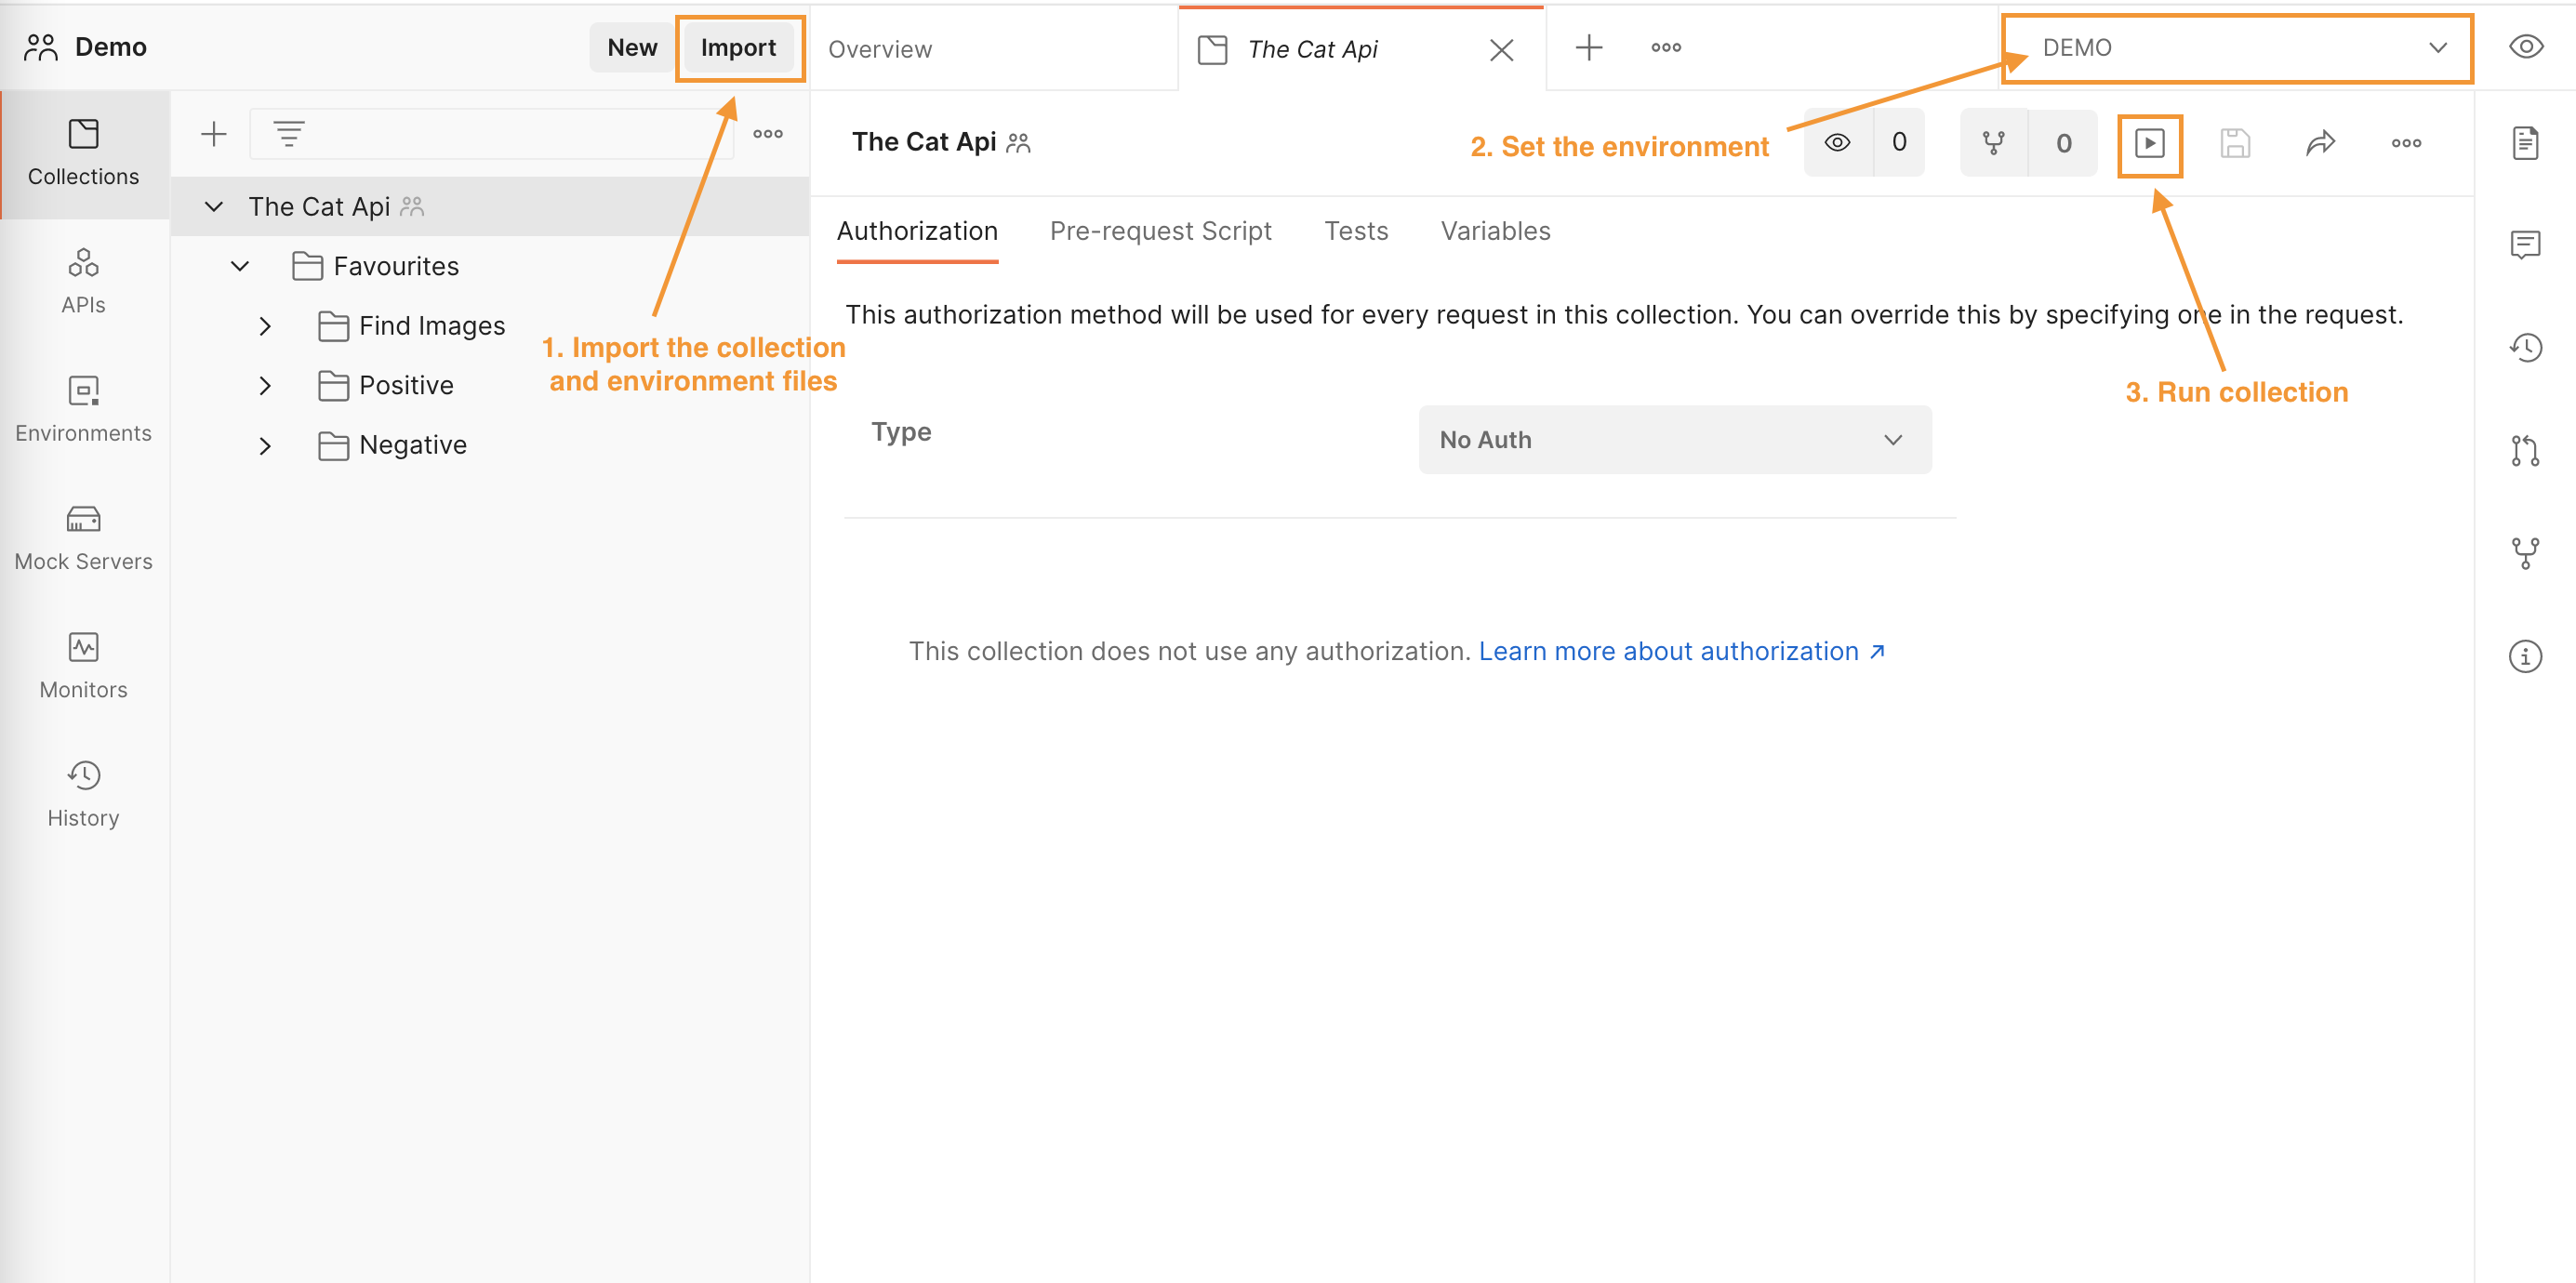 Demo
New
Import
Overview
The Cat Api
DEMO
Collections
APIs
Environments
Mock Servers
Monitors
History
The Cat Api
Favourites
Find Images
Positive
Negative
1. Import the collection
and environment files
The Cat Api
2. Set the environment
0
0
Authorization
Pre-request Script
Tests
Variables
This authorization method will be used for every request in this collection. You can override this by specifying one in the request.
3. Run collection
Type
No Auth
This collection does not use any authorization. Learn more about authorization ↗